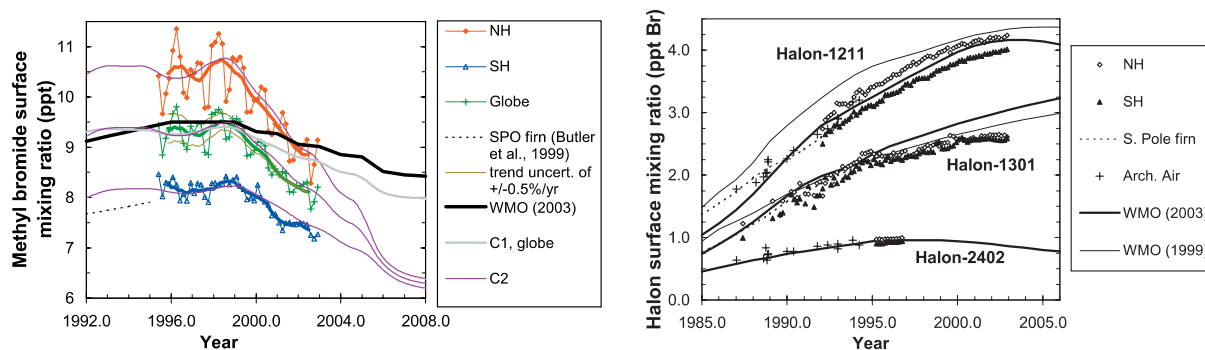 Methyl bromide surface
mixing ratio (ppt)
11
10
9
8
7
6
1992.0
1996.0
2000.0
2004.0
2008.0
Year
NH
SH
Globe
SPO firn (Butler
et al., 1999)
trend uncert. of
+/-0.5%/yr
WMO (2003)
C1, globe
C2
Halon surface mixing ratio (ppt Br)
4.0
3.0
2.0
1.0
0.0
1985.0
1990.0
1995.0
2000.0
2005.0
Year
Halon-1211
Halon-1301
Halon-2402
NH
SH
S. Pole firn
Arch. Air
WMO (2003)
WMO (1999)